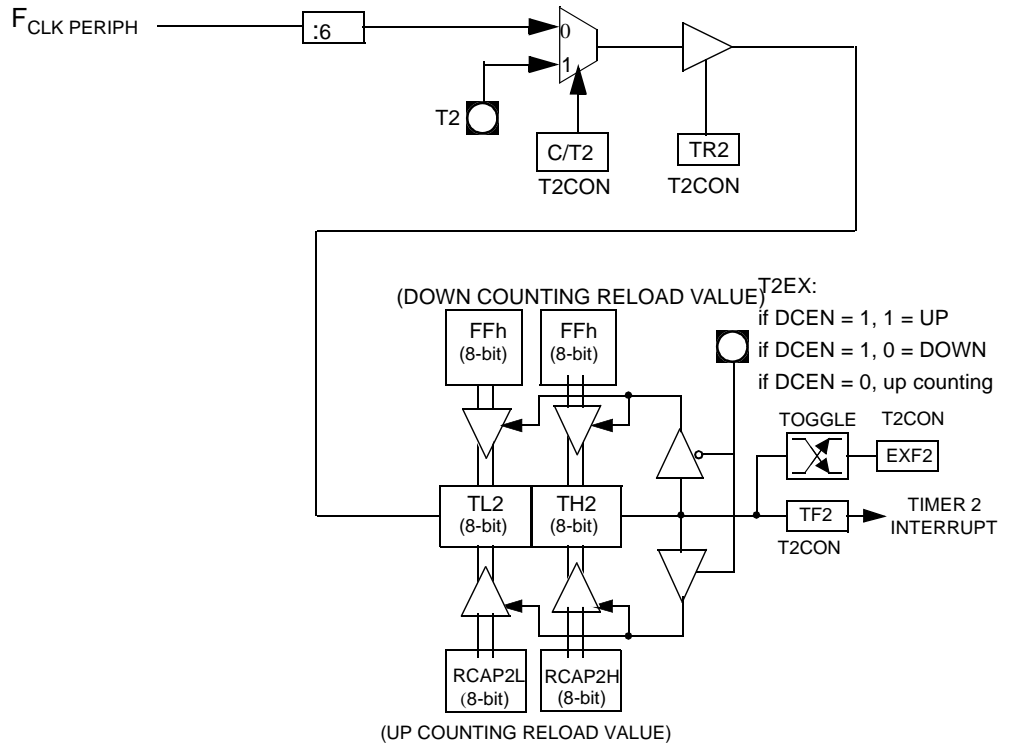 FCLK PERIPH
:6
0
1
T2
C/T2
TR2
T2CON
T2CON
T2EX:
(DOWN COUNTING RELOAD VALUE)
if DCEN = 1, 1 = UP
FFh
(8-bit)
FFh
(8-bit)
if DCEN = 1, 0 = DOWN
if DCEN = 0, up counting
TOGGLE
T2CON
EXF2
TL2
(8-bit)
TH2
(8-bit)
TF2
TIMER 2
INTERRUPT
T2CON
RCAP2L
(8-bit)
RCAP2H
(8-bit)
(UP COUNTING RELOAD VALUE)